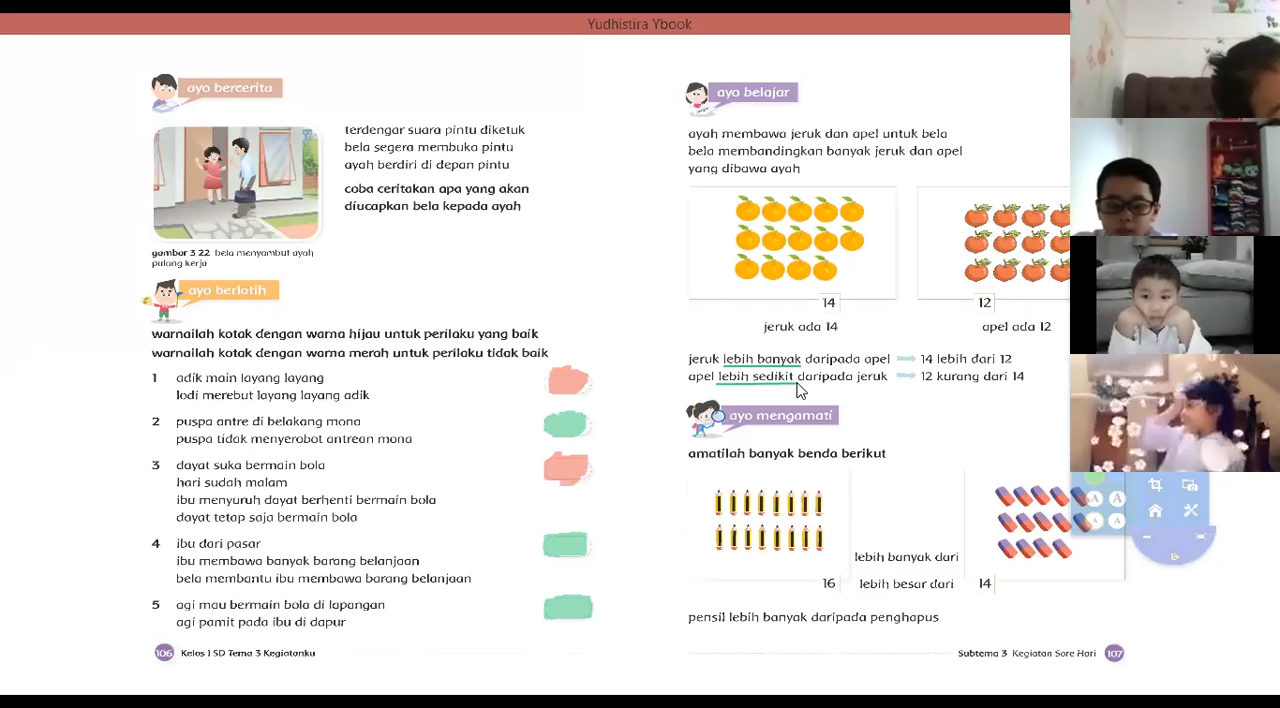 Yudhistira Ybook
ayo bercerita
terdengar suara pintu diketuk
bela segera membuka pintu
ayah berdiri di depan pintu
coba ceritakan apa yang akan
diucapkan bela kepada ayah
gambar 3 22 bela menyambut ayah
pulang kerja
ayo berlatih
warnailah kotak dengan warna hijau untuk perilaku yang baik
warnailah kotak dengan warna merah untuk perilaku tidak baik
1 adik main layang layang
lodi merebut layang layang adik
2 puspa antre di belakang mona
puspa tidak menyerobot antrean mona
3 dayat suka bermain bola
hari sudah malam
ibu menyuruh dayat berhenti bermain bola
dayat tetap saja bermain bola
4 ibu dari pasar
ibu membawa banyak barang belanjaan
bela membantu ibu membawa barang belanjaan
5 agi mau bermain bola di lapangan
agi pamit pada ibu di dapur
106 Kelas I SD Tema 3 Kegiatanku
ayo belajar
ayah membawa jeruk dan apel untuk bela
bela membandingkan banyak jeruk dan apel
yang dibawa ayah
14 12
jeruk ada 14 apel ada 12
jeruk lebih banyak daripada apel 14 lebih dari 12
apel lebih sedikit daripada jeruk 12 kurang dari 14
ayo mengamati
amatilah banyak benda berikut
lebih banyak dari
16 lebih besar dari 14
pensil lebih banyak daripada penghapus
Subtema 3 Kegiatan Sore Hari 107
A A
A A